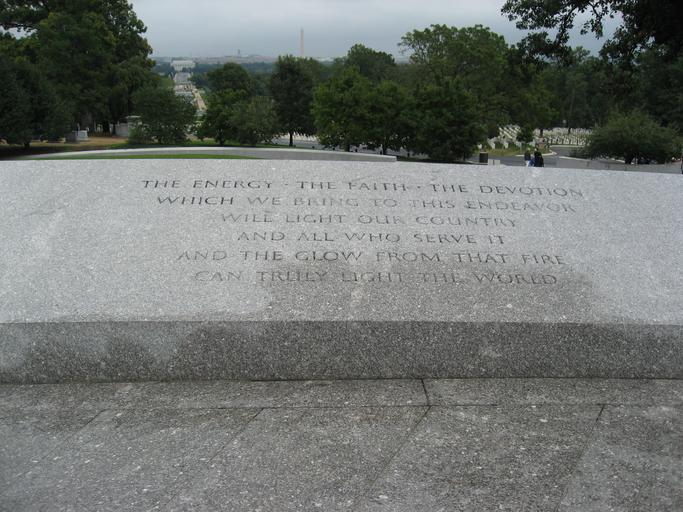 THE ENERGY · THE FAITH · THE DEVOTION
WHICH WE BRING TO THIS ENDEAVOR
WILL LIGHT OUR COUNTRY
AND ALL WHO SERVE IT
AND THE GLOW FROM THAT FIRE
CAN TRULY LIGHT THE WORLD